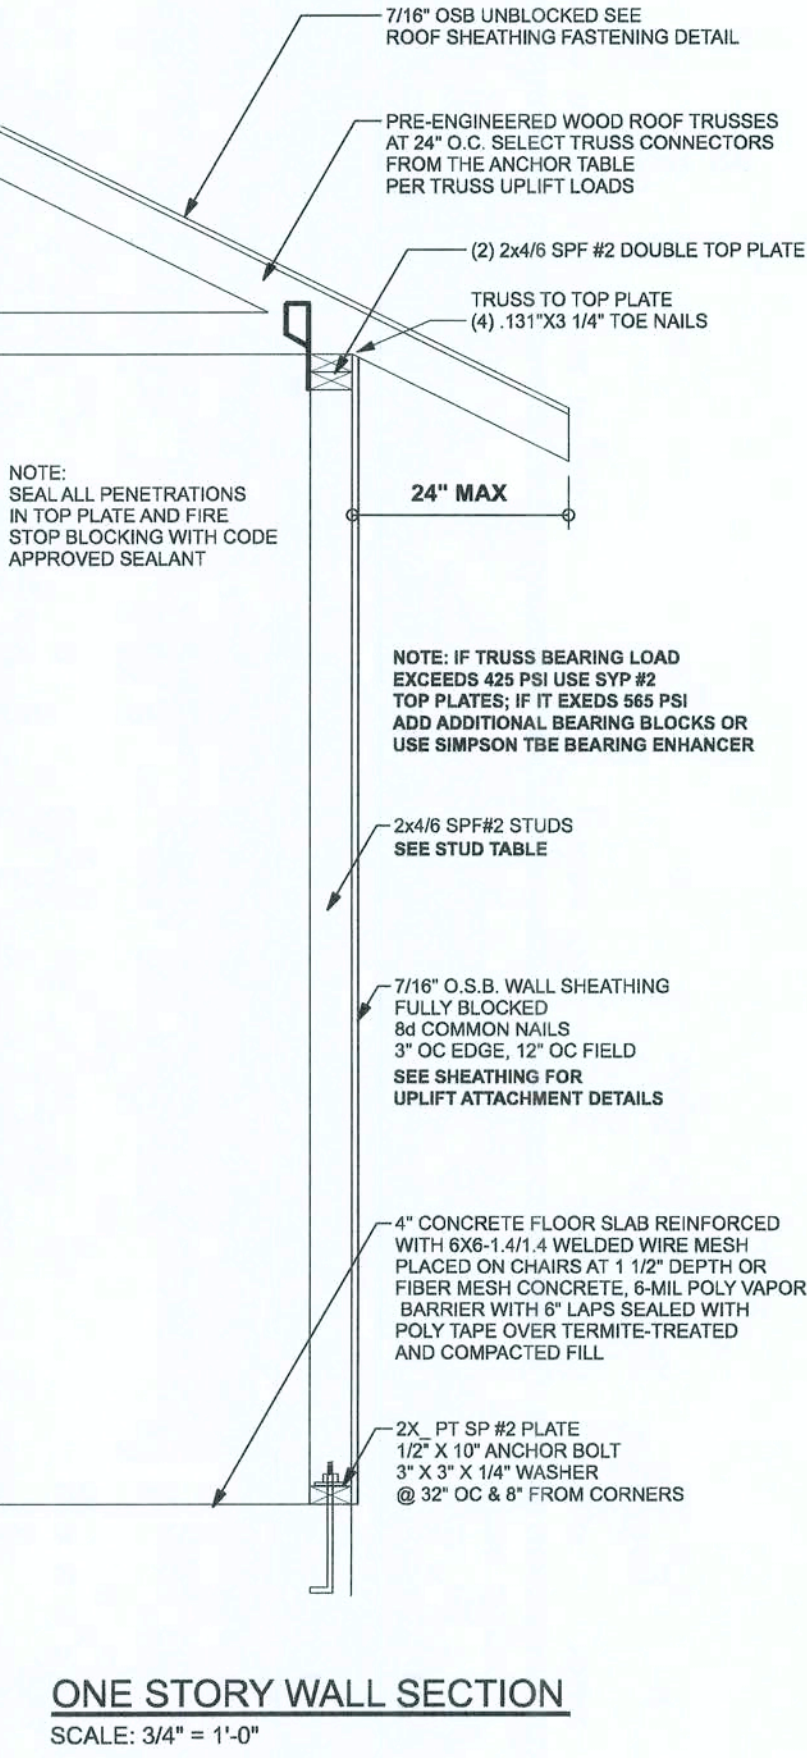 7/16" OSB UNBLOCKED SEE
ROOF SHEATHING FASTENING DETAIL
PRE-ENGINEERED WOOD ROOF TRUSSES
AT 24" O.C. SELECT TRUSS CONNECTORS
FROM THE ANCHOR TABLE
PER TRUSS UPLIFT LOADS
(2) 2x4/6 SPF #2 DOUBLE TOP PLATE
TRUSS TO TOP PLATE
(4) .131"X3 1/4" TOE NAILS
NOTE:
SEAL ALL PENETRATIONS
IN TOP PLATE AND FIRE
STOP BLOCKING WITH CODE
APPROVED SEALANT
24" MAX
NOTE: IF TRUSS BEARING LOAD
EXCEEDS 425 PSI USE SYP #2
TOP PLATES; IF IT EXEDS 565 PSI
ADD ADDITIONAL BEARING BLOCKS OR
USE SIMPSON TBE BEARING ENHANCER
2x4/6 SPF#2 STUDS
SEE STUD TABLE
7/16" O.S.B. WALL SHEATHING
FULLY BLOCKED
8d COMMON NAILS
3" OC EDGE, 12" OC FIELD
SEE SHEATHING FOR
UPLIFT ATTACHMENT DETAILS
4" CONCRETE FLOOR SLAB REINFORCED
WITH 6X6-1.4/1.4 WELDED WIRE MESH
PLACED ON CHAIRS AT 1 1/2" DEPTH OR
FIBER MESH CONCRETE, 6-MIL POLY VAPOR
BARRIER WITH 6" LAPS SEALED WITH
POLY TAPE OVER TERMITE-TREATED
AND COMPACTED FILL
2X_ PT SP #2 PLATE
1/2" X 10" ANCHOR BOLT
3" X 3" X 1/4" WASHER
@ 32" OC & 8" FROM CORNERS
ONE STORY WALL SECTION
SCALE: 3/4" = 1'-0"